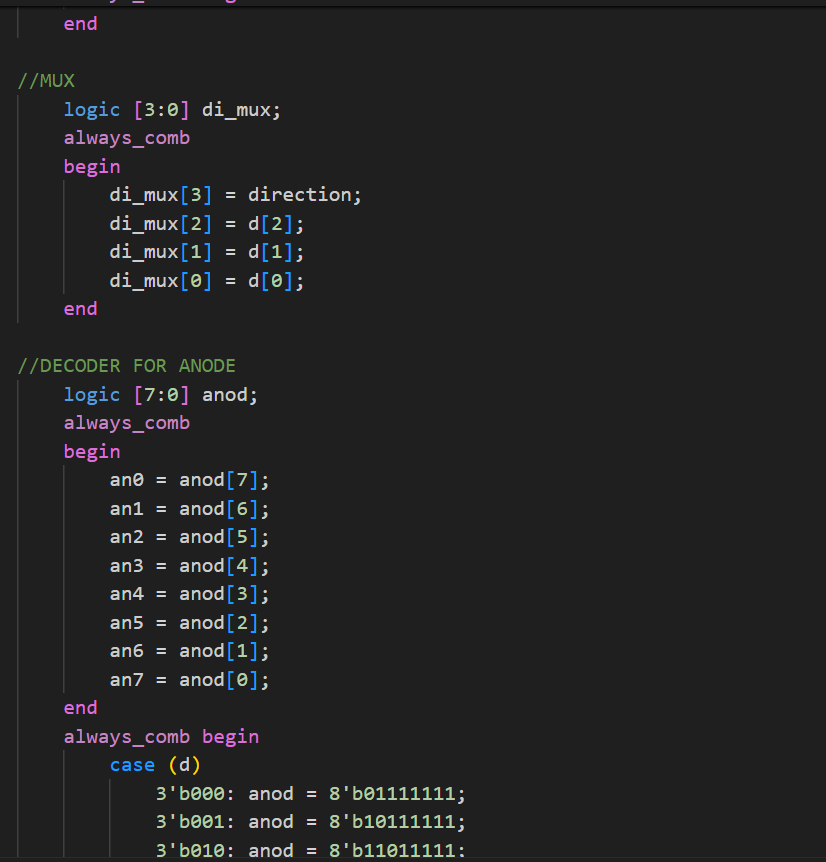 end
//MUX
logic [3:0] di_mux;
always_comb
begin
di_mux[3] = direction;
di_mux[2] = d[2];
di_mux[1] = d[1];
di_mux[0] = d[0];
end
//DECODER FOR ANODE
logic [7:0] anod;
always_comb
begin
an0 = anod[7];
an1 = anod[6];
an2 = anod[5];
an3 = anod[4];
an4 = anod[3];
an5 = anod[2];
an6 = anod[1];
an7 = anod[0];
end
always_comb begin
case (d)
3'b000: anod = 8'b01111111;
3'b001: anod = 8'b10111111;
3'b010: anod = 8'b11011111;